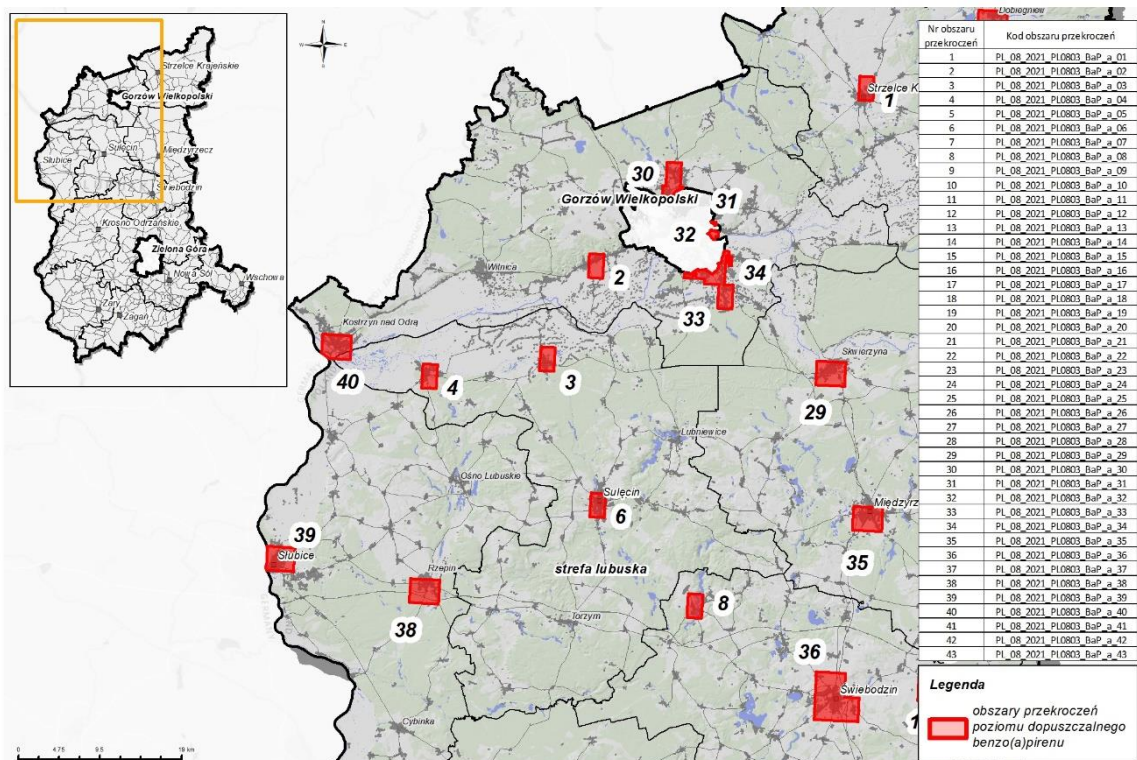 Strzelce Krajeńskie
Gorzów Wielkopolski
Słubice
Sulęcin
Międzyrzecz
Świebodzin
Krosno Odrzańskie
Zielona Góra
Nowa Sól
Wschowa
Żary
Żagań
Strzelce K
1
30
Gorzów Wielkopolski
31
32
Witnica
2
34
33
Kostrzyn nad Odrą
40
4
3
Skwierzyna
29
Lubniewice
Ośno Lubuskie
Sulęcin
6
Międzyrz
35
39
Słubice
strefa lubuska
Rzepin
38
Torzym
8
36
Świebodzin
1
Cybinka
0 4.75 9.5 19 km
Nr obszaru przekroczeń Kod obszaru przekroczeń
1 PL_08_2021_PL0803_BaP_a_01
2 PL_08_2021_PL0803_BaP_a_02
3 PL_08_2021_PL0803_BaP_a_03
4 PL_08_2021_PL0803_BaP_a_04
5 PL_08_2021_PL0803_BaP_a_05
6 PL_08_2021_PL0803_BaP_a_06
7 PL_08_2021_PL0803_BaP_a_07
8 PL_08_2021_PL0803_BaP_a_08
9 PL_08_2021_PL0803_BaP_a_09
10 PL_08_2021_PL0803_BaP_a_10
11 PL_08_2021_PL0803_BaP_a_11
12 PL_08_2021_PL0803_BaP_a_12
13 PL_08_2021_PL0803_BaP_a_13
14 PL_08_2021_PL0803_BaP_a_14
15 PL_08_2021_PL0803_BaP_a_15
16 PL_08_2021_PL0803_BaP_a_16
17 PL_08_2021_PL0803_BaP_a_17
18 PL_08_2021_PL0803_BaP_a_18
19 PL_08_2021_PL0803_BaP_a_19
20 PL_08_2021_PL0803_BaP_a_20
21 PL_08_2021_PL0803_BaP_a_21
22 PL_08_2021_PL0803_BaP_a_22
23 PL_08_2021_PL0803_BaP_a_23
24 PL_08_2021_PL0803_BaP_a_24
25 PL_08_2021_PL0803_BaP_a_25
26 PL_08_2021_PL0803_BaP_a_26
27 PL_08_2021_PL0803_BaP_a_27
28 PL_08_2021_PL0803_BaP_a_28
29 PL_08_2021_PL0803_BaP_a_29
30 PL_08_2021_PL0803_BaP_a_30
31 PL_08_2021_PL0803_BaP_a_31
32 PL_08_2021_PL0803_BaP_a_32
33 PL_08_2021_PL0803_BaP_a_33
34 PL_08_2021_PL0803_BaP_a_34
35 PL_08_2021_PL0803_BaP_a_35
36 PL_08_2021_PL0803_BaP_a_36
37 PL_08_2021_PL0803_BaP_a_37
38 PL_08_2021_PL0803_BaP_a_38
39 PL_08_2021_PL0803_BaP_a_39
40 PL_08_2021_PL0803_BaP_a_40
41 PL_08_2021_PL0803_BaP_a_41
42 PL_08_2021_PL0803_BaP_a_42
43 PL_08_2021_PL0803_BaP_a_43
Legenda
obszary przekroczeń
poziomu dopuszczalnego
benzo(a)pirenu